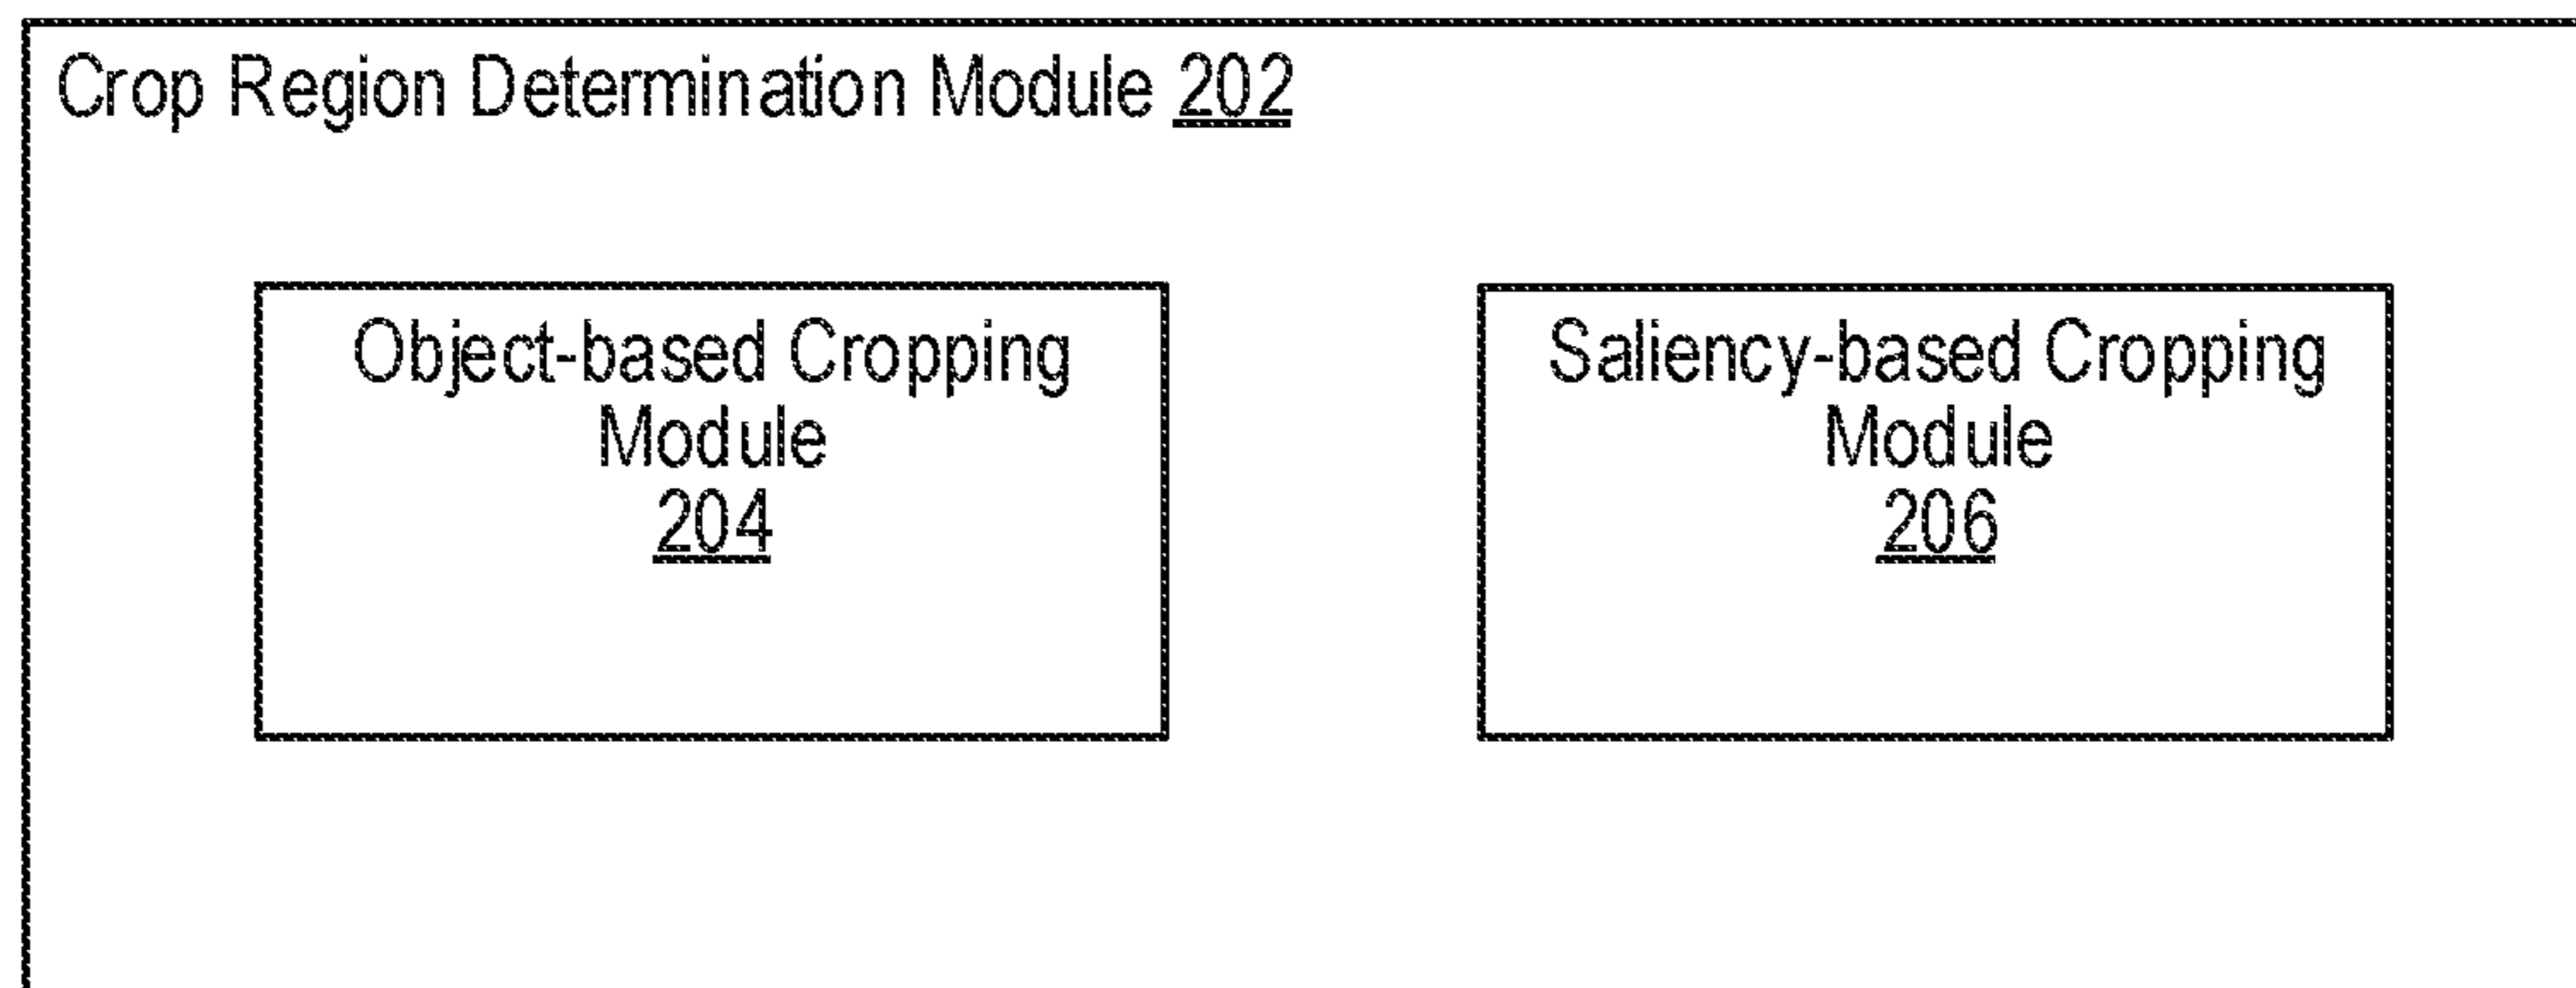 Crop Region Determination Module 202
Object-based Cropping
Module
204
Saliency-based Cropping
Module
206